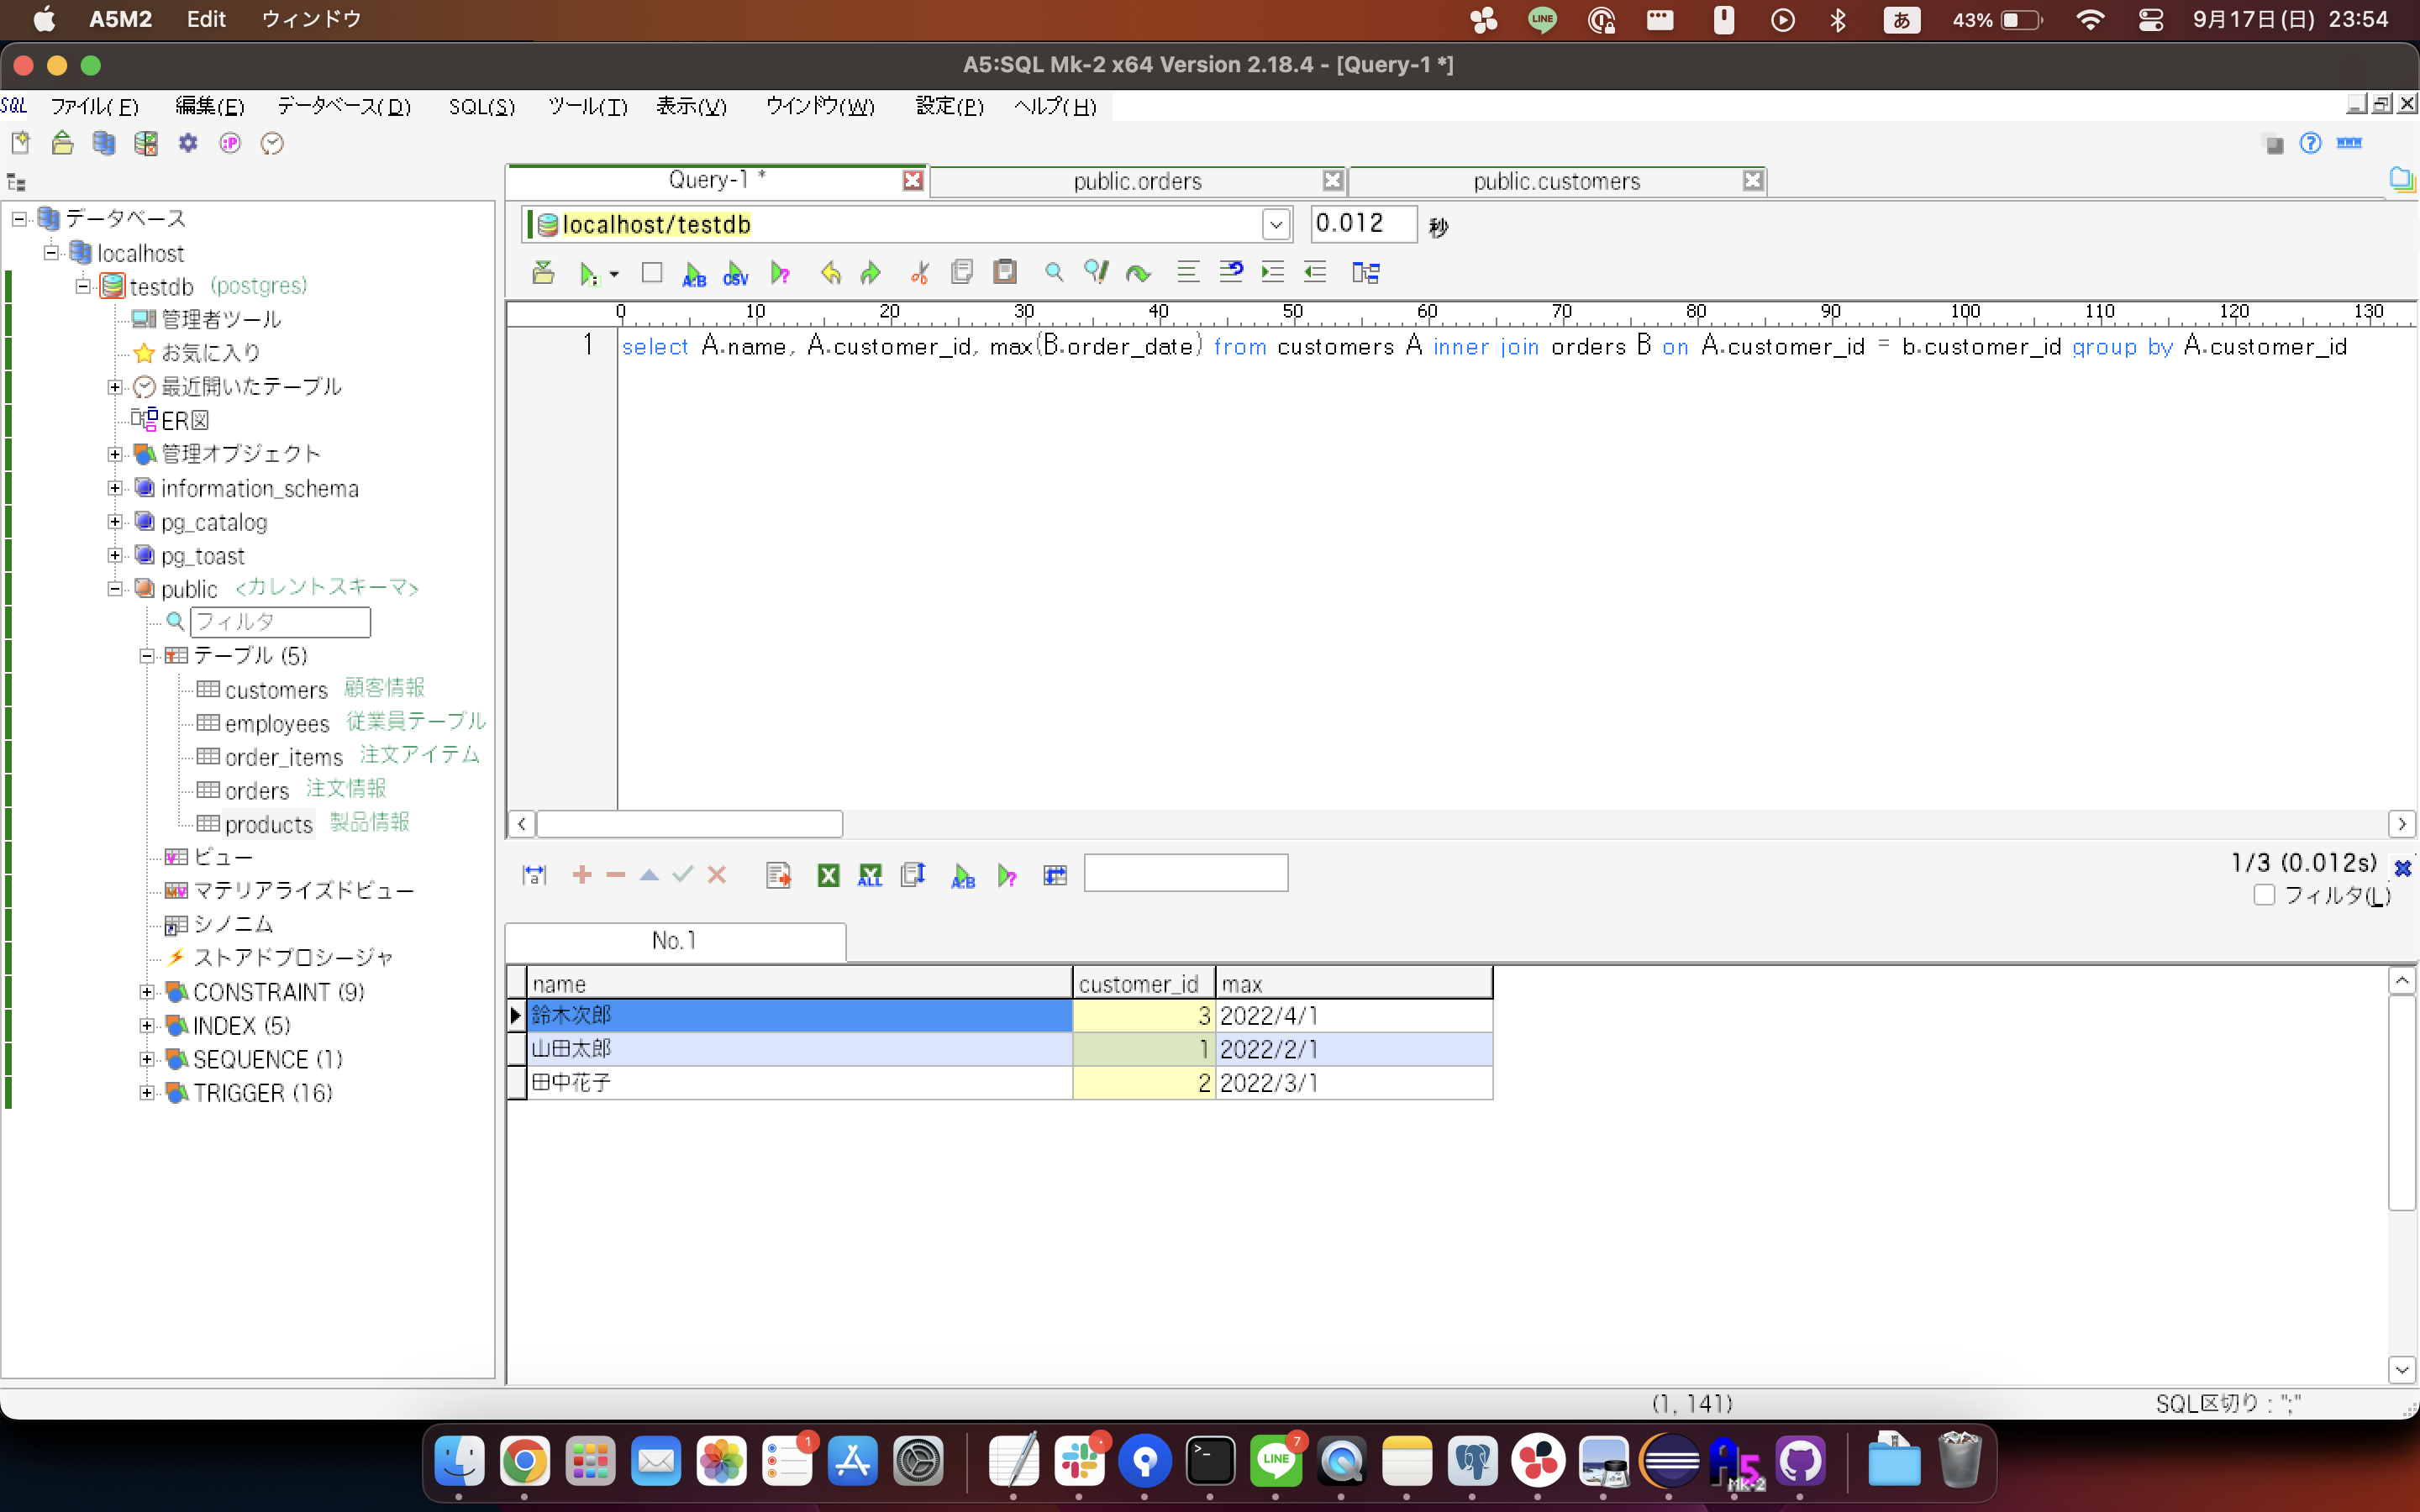 A5M2 Edit ウィンドウ LINE あ 43% 9月17日(日) 23:54
A5:SQL Mk-2 x64 Version 2.18.4 - [Query-1 *]
SQL ファイル(F) 編集(E) データベース(D) SQL(S) ツール(T) 表示(V) ウインドウ(W) 設定(P) ヘルプ(H)
:P ? www
Query-1 * public.orders public.customers
localhost/testdb 0.012 秒
A:B CSV ?
0 10 20 30 40 50 60 70 80 90 100 110 120 130
1 select A.name, A.customer_id, max(B.order_date) from customers A inner join orders B on A.customer_id = b.customer_id group by A.customer_id
データベース
localhost
testdb (postgres)
管理者ツール
お気に入り
最近開いたテーブル
ER図
管理オブジェクト
information_schema
pg_catalog
pg_toast
public <カレントスキーマ>
フィルタ
テーブル (5)
customers 顧客情報
employees 従業員テーブル
order_items 注文アイテム
orders 注文情報
products 製品情報
ビュー
マテリアライズドビュー
シノニム
ストアドプロシージャ
CONSTRAINT (9)
INDEX (5)
SEQUENCE (1)
TRIGGER (16)
a X ALL A:B ? 1/3 (0.012s)
フィルタ(L)
No.1
name customer_id max
鈴木次郎 3 2022/4/1
山田太郎 1 2022/2/1
田中花子 2 2022/3/1
(1, 141) SQL区切り : ";"
1 LINE 7 A5 Mk-2